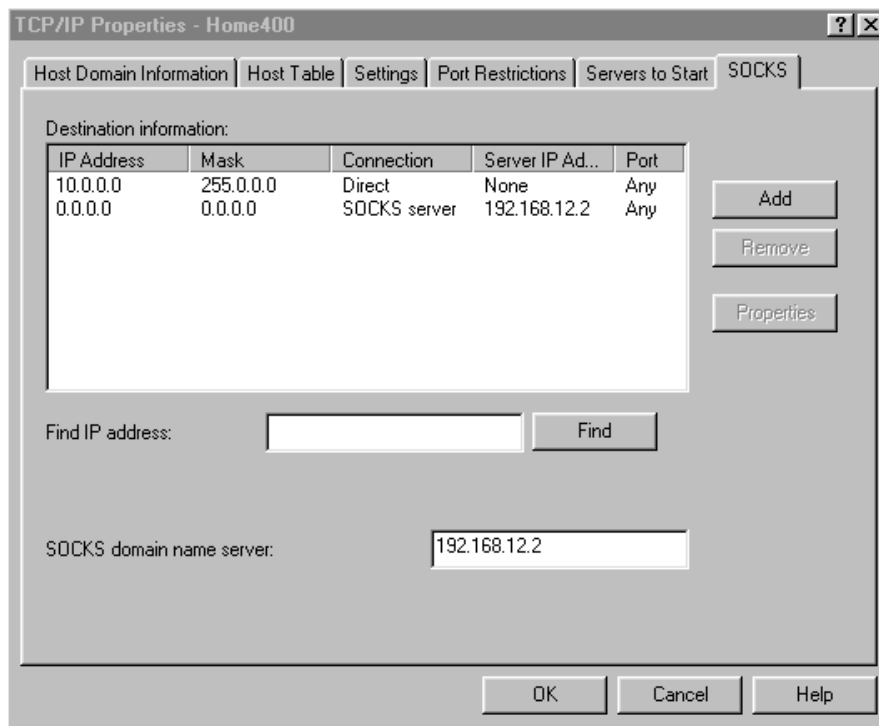 TCP/IP Properties - Home400
Host Domain Information Host Table Settings Port Restrictions Servers to Start SOCKS
Destination information:
IP Address Mask Connection Server IP Ad... Port
10.0.0.0 255.0.0.0 Direct None Any
0.0.0.0 0.0.0.0 SOCKS server 192.168.12.2 Any
Add
Remove
Properties
Find IP address: Find
SOCKS domain name server: 192.168.12.2
OK Cancel Help